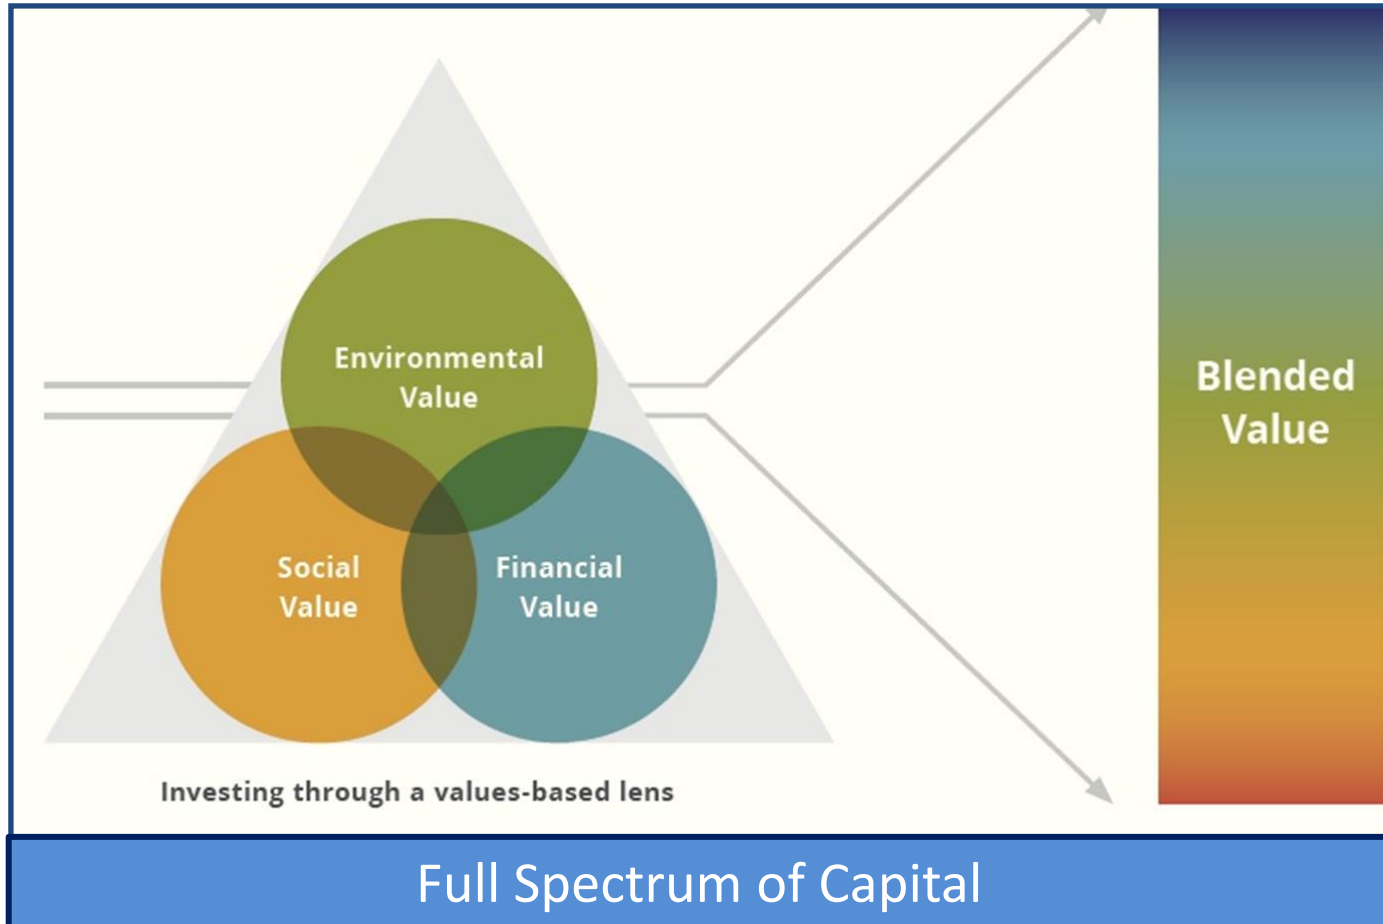 Environmental
Value
Social
Value
Financial
Value
Blended
Value
Investing through a values-based lens
Full Spectrum of Capital